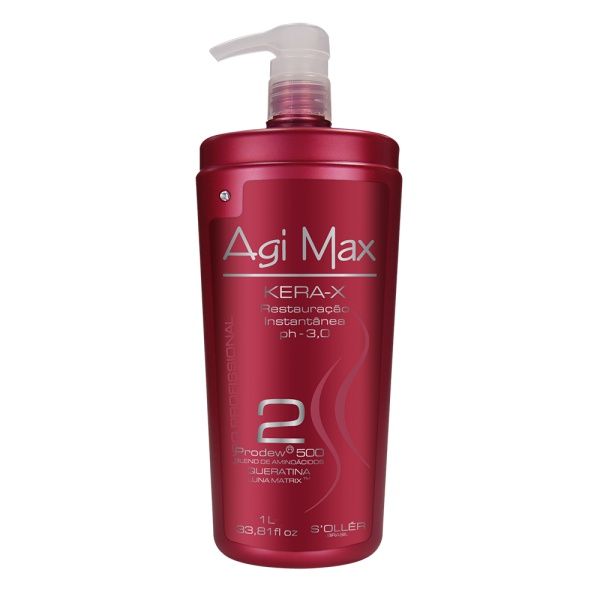 Agi Max
KERA-X
Restauração
Instantânea
ph - 3,0
PROFISSIONAL
2
Prodew® 500
BLEND DE AMINOÁCIDOS
QUERATINA
LUNA MATRIX™
1L
33,81fl oz
S'OLLÉR
BRASIL